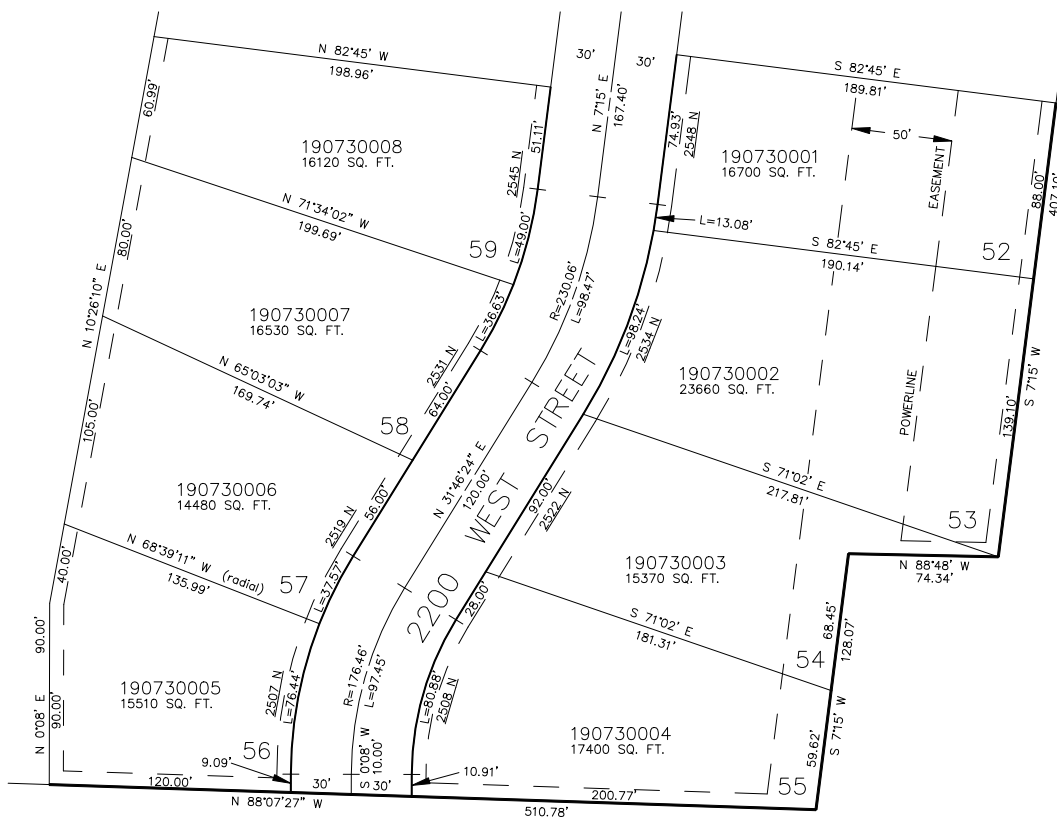 N 82°45' W
198.96'
30'
30'
S 82°45' E
189.81'
60.99'
N 7°15' E
167.40'
74.93'
2548 N
50'
190730008
16120 SQ. FT.
51.11'
2545 N
190730001
16700 SQ. FT.
EASEMENT
88.00'
407.10'
N 71°34'02" W
199.69'
59
L=49.00'
L=13.08'
S 82°45' E
190.14'
52
80.00'
N 10°26'10" E
190730007
16530 SQ. FT.
L=36.63'
R=230.06'
L=98.47'
L=98.24'
2534 N
S 7°15' W
2531 N
64.00'
N 65°03'03" W
169.74'
58
190730002
23660 SQ. FT.
POWERLINE
139.10'
105.00'
N 31°46'24" E
120.00'
2200 WEST STREET
S 71°02' E
217.81'
53
190730006
14480 SQ. FT.
56.00'
2519 N
92.00'
2522 N
N 68°39'11" W (radial)
135.99'
57
L=37.57'
40.00'
190730003
15370 SQ. FT.
N 88°48' W
74.34'
28.00'
S 71°02' E
181.31'
54
68.45'
128.07'
90.00'
N 0°08' E
90.00'
190730005
15510 SQ. FT.
2507 N
L=76.44'
R=176.46'
L=97.45'
L=80.88'
2508 N
S 7°15' W
59.62'
190730004
17400 SQ. FT.
56
9.09'
S 0°08' W
10.00'
10.91'
55
120.00'
30'
30'
200.77'
N 88°07'27" W
510.78'